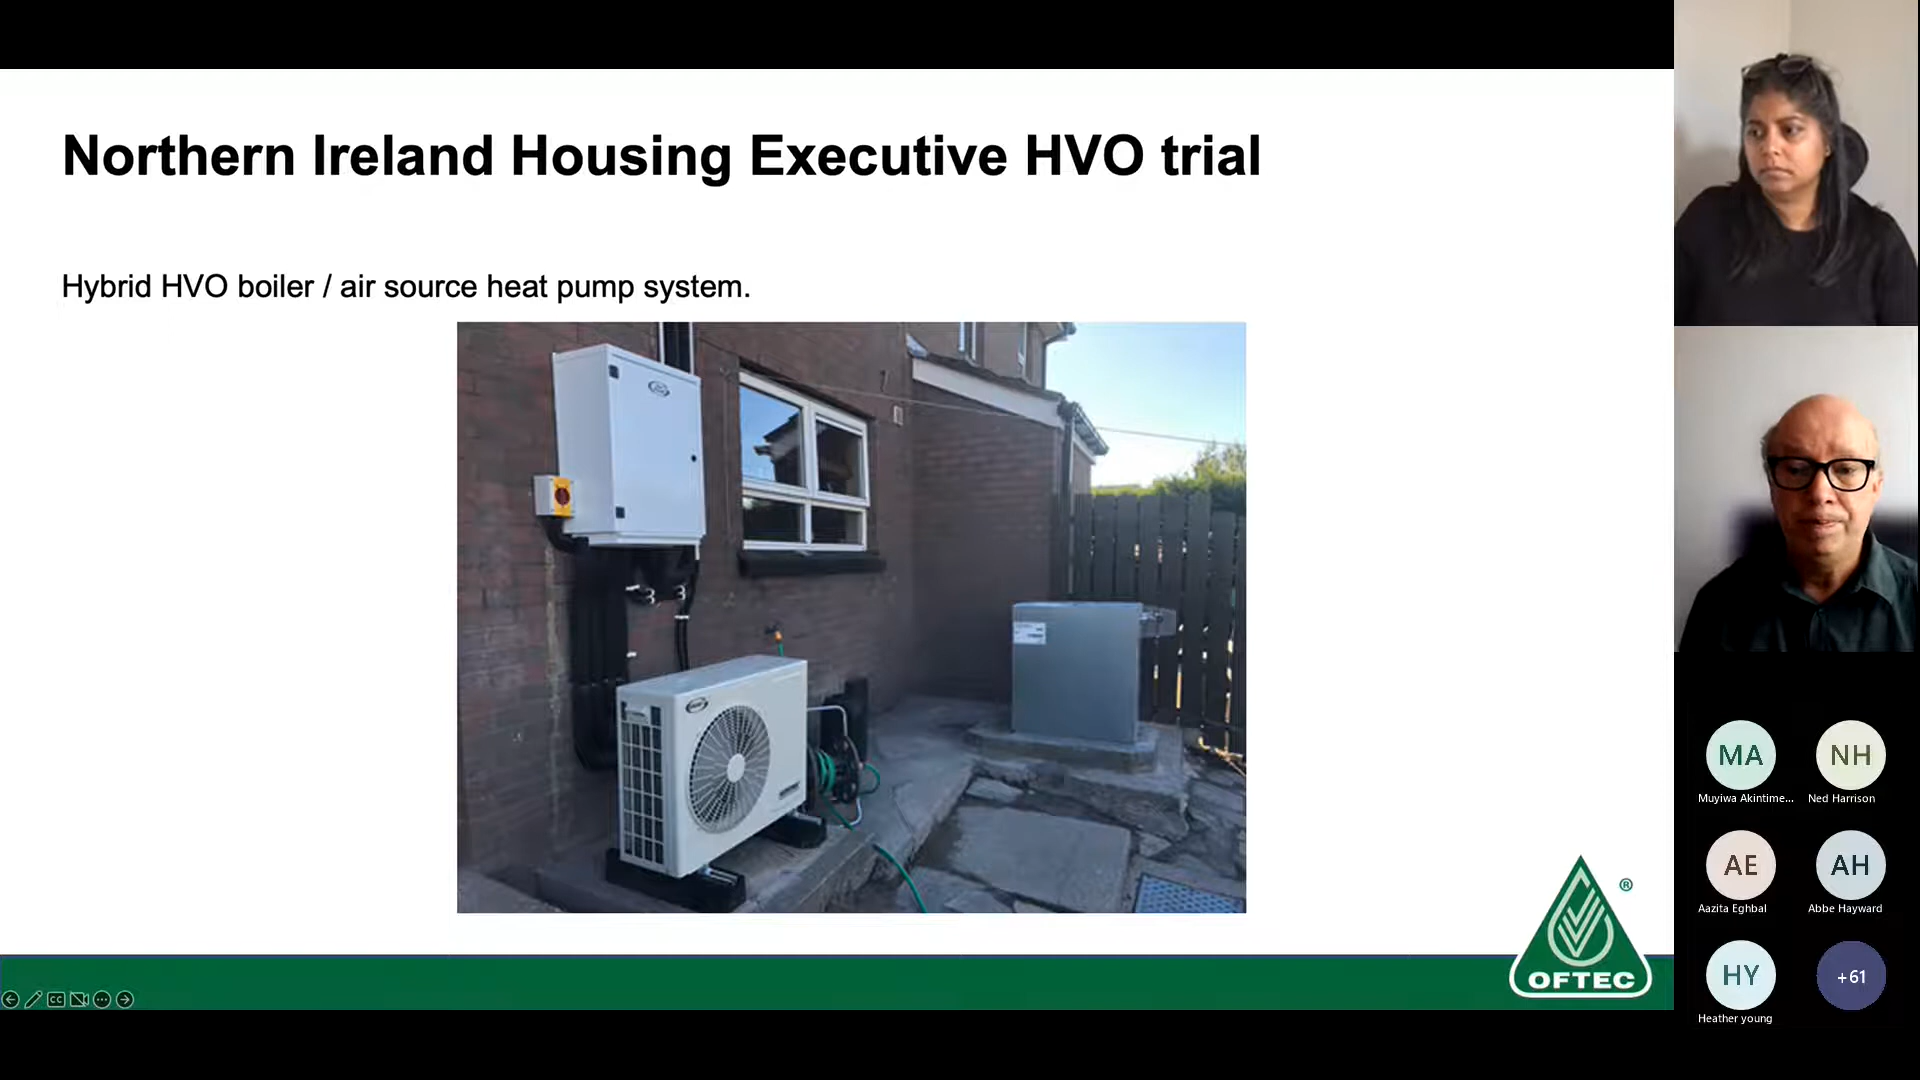 Northern Ireland Housing Executive HVO trial
Hybrid HVO boiler / air source heat pump system.
®
OFTEC
CC
MA
NH
Muyiwa Akintime...
Ned Harrison
AE
AH
Aazita Eghbal
Abbe Hayward
HY
+61
Heather young